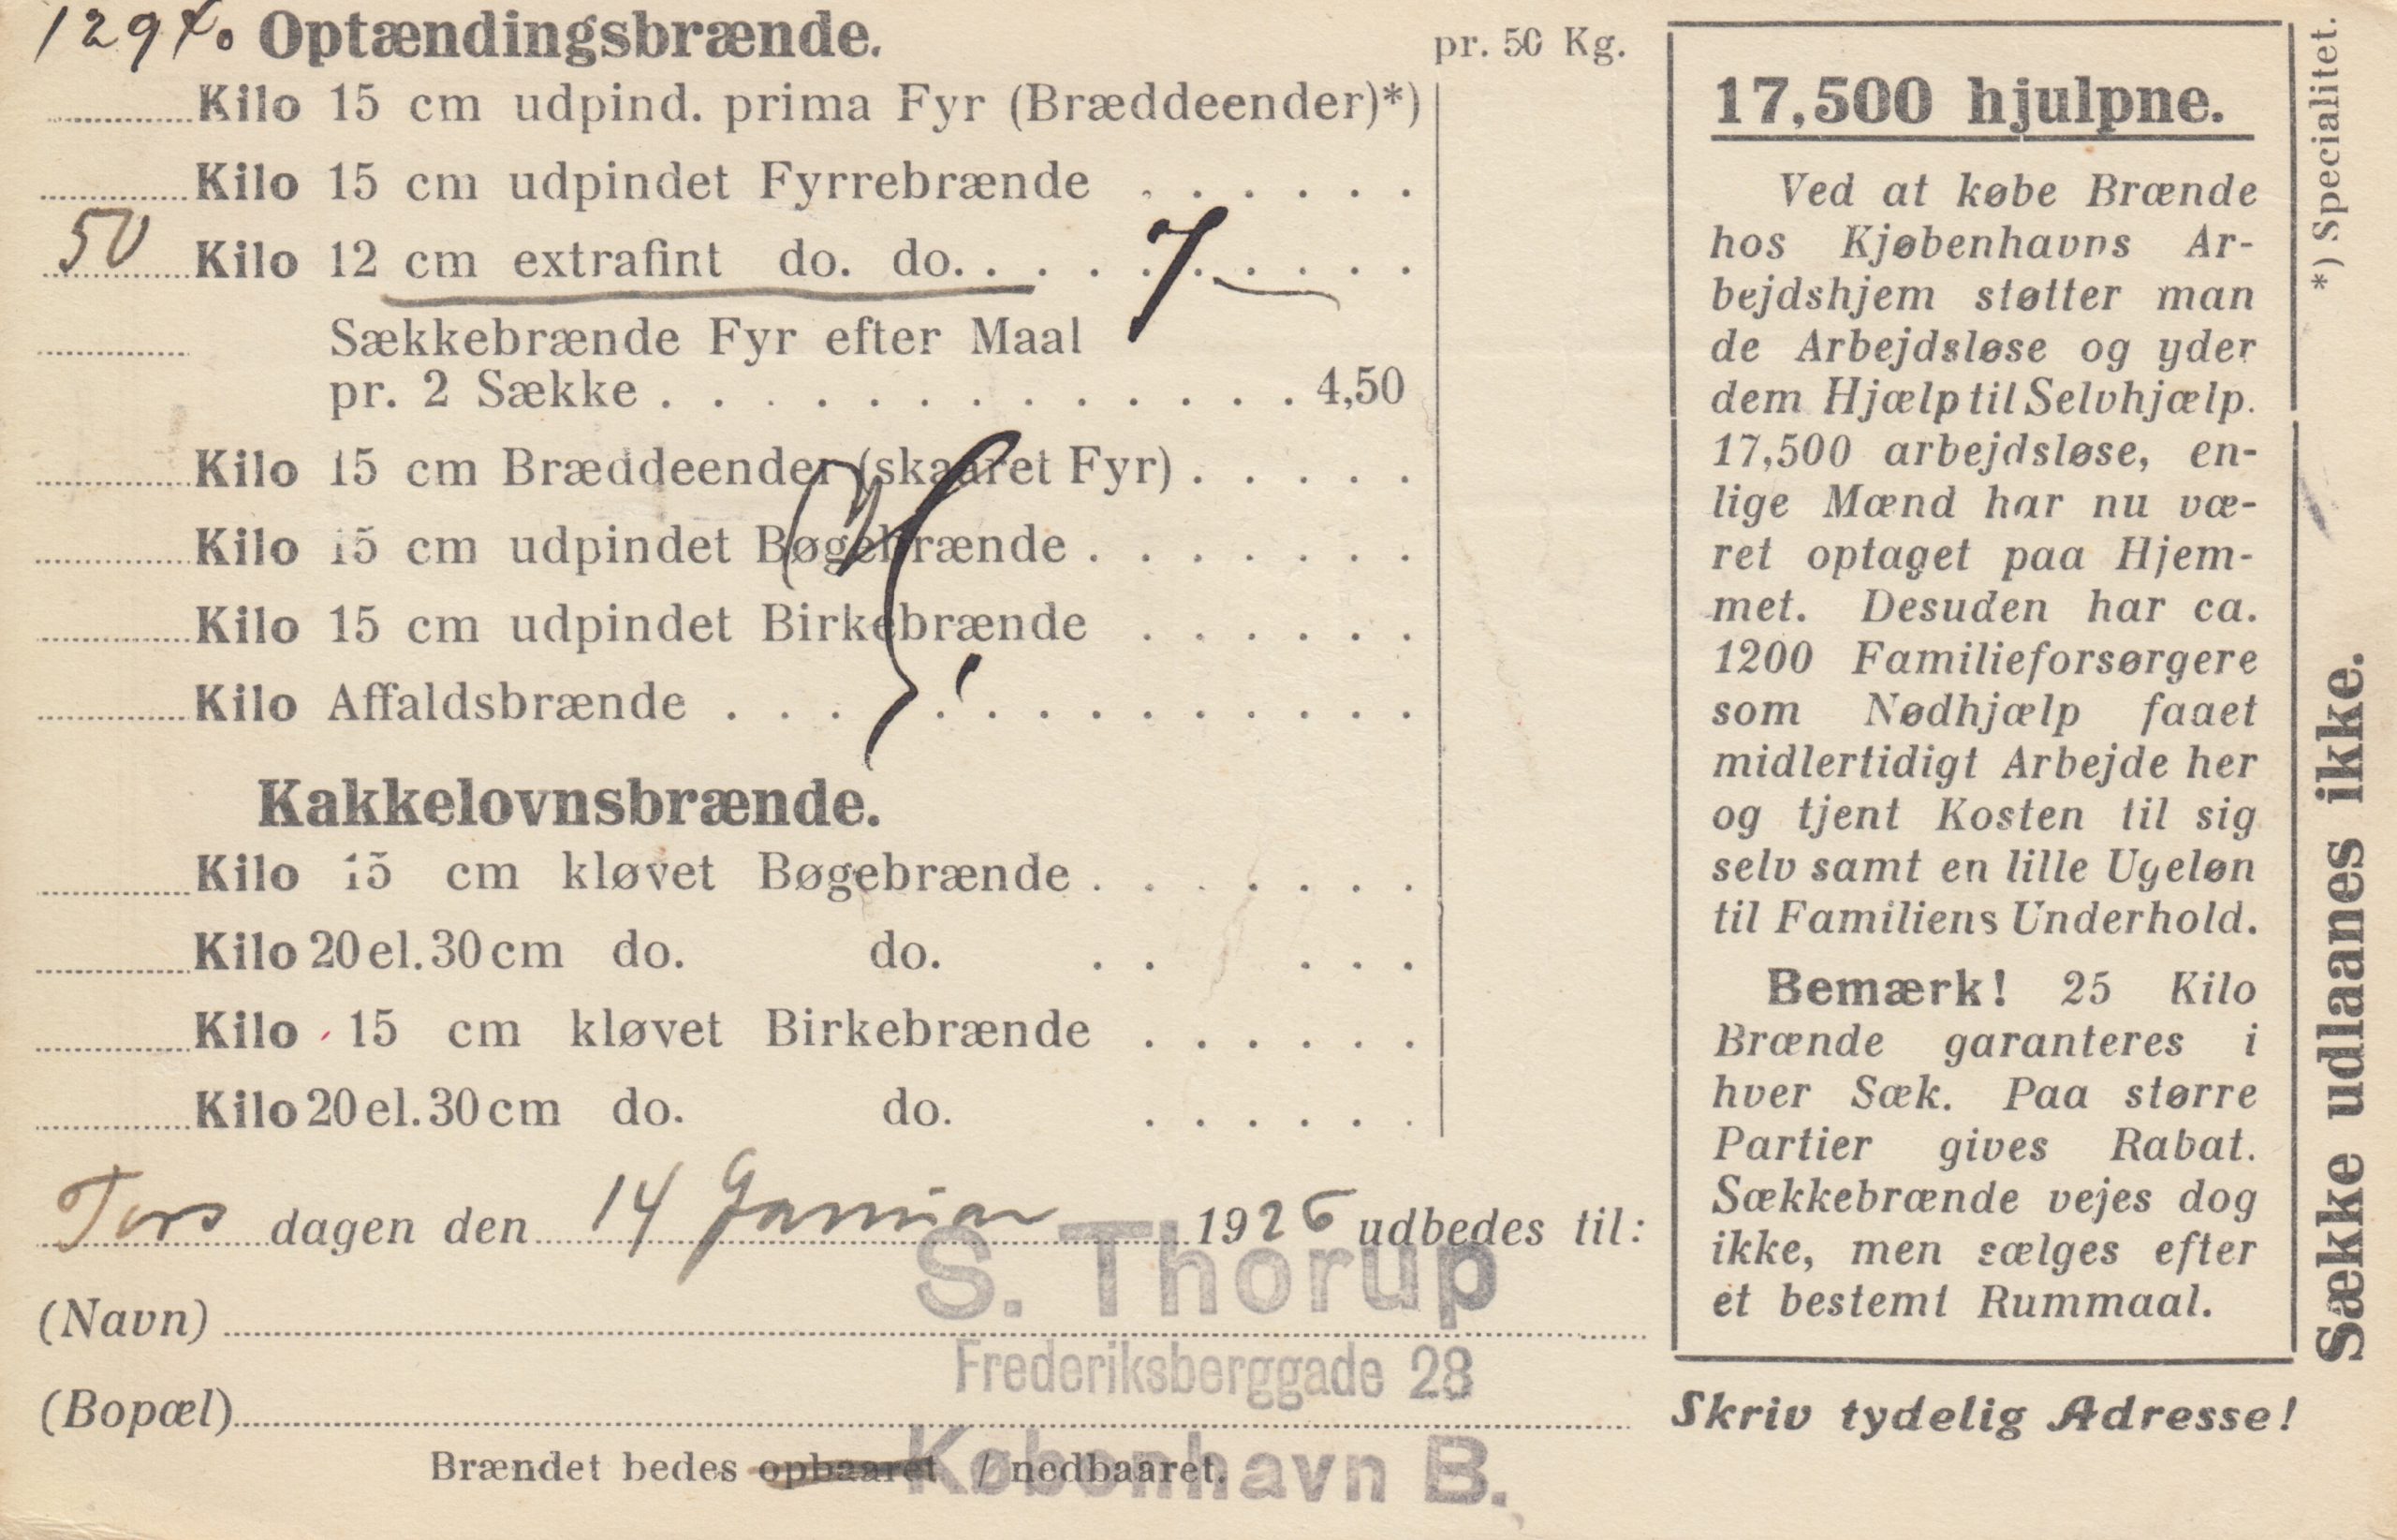 Optændingsbrænde.
pr. 50 Kg.
Kilo 15 cm udpind. prima Fyr (Bræddeender)*)
Kilo 15 cm udpindet Fyrrebrænde . . . . . .
50 Kilo 12 cm extrafint do. do. . . . . . . . . . 7
Sækkebrænde Fyr efter Maal
pr. 2 Sække . . . . . . . . . . . . . 4,50
Kilo 15 cm Bræddeender (skaaret Fyr) . . . . .
Kilo 15 cm udpindet Bøgebrænde . . . . . . .
Kilo 15 cm udpindet Birkebrænde . . . . . .
Kilo Affaldsbrænde . . . . . . . . . . . . . .
Kakkelovnsbrænde.
Kilo 15 cm kløvet Bøgebrænde . . . . . . .
Kilo 20 el. 30 cm do. do. . . . . .
Kilo 15 cm kløvet Birkebrænde . . . . . .
Kilo 20 el. 30 cm do. do. . . . . . .
Tors dagen den 14 Januar 1926 udbedes til:
(Navn)
S. Thorup
Frederiksberggade 28
(Bopæl)
København B.
Brændet bedes opbaaret / nedbaaret.
17,500 hjulpne.
Ved at købe Brænde
hos Kjøbenhavns Ar-
bejdshjem støtter man
de Arbejdsløse og yder
dem Hjælp til Selvhjælp.
17,500 arbejdsløse, en-
lige Mænd har nu væ-
ret optaget paa Hjem-
met. Desuden har ca.
1200 Familieforsørgere
som Nødhjælp faaet
midlertidigt Arbejde her
og tjent Kosten til sig
selv samt en lille Ugeløn
til Familiens Underhold.
Bemærk! 25 Kilo
Brænde garanteres i
hver Sæk. Paa større
Partier gives Rabat.
Sækkebrænde vejes dog
ikke, men sælges efter
et bestemt Rummaal.
Skriv tydelig Adresse!
*) Specialitet.
Sække udlaanes ikke.